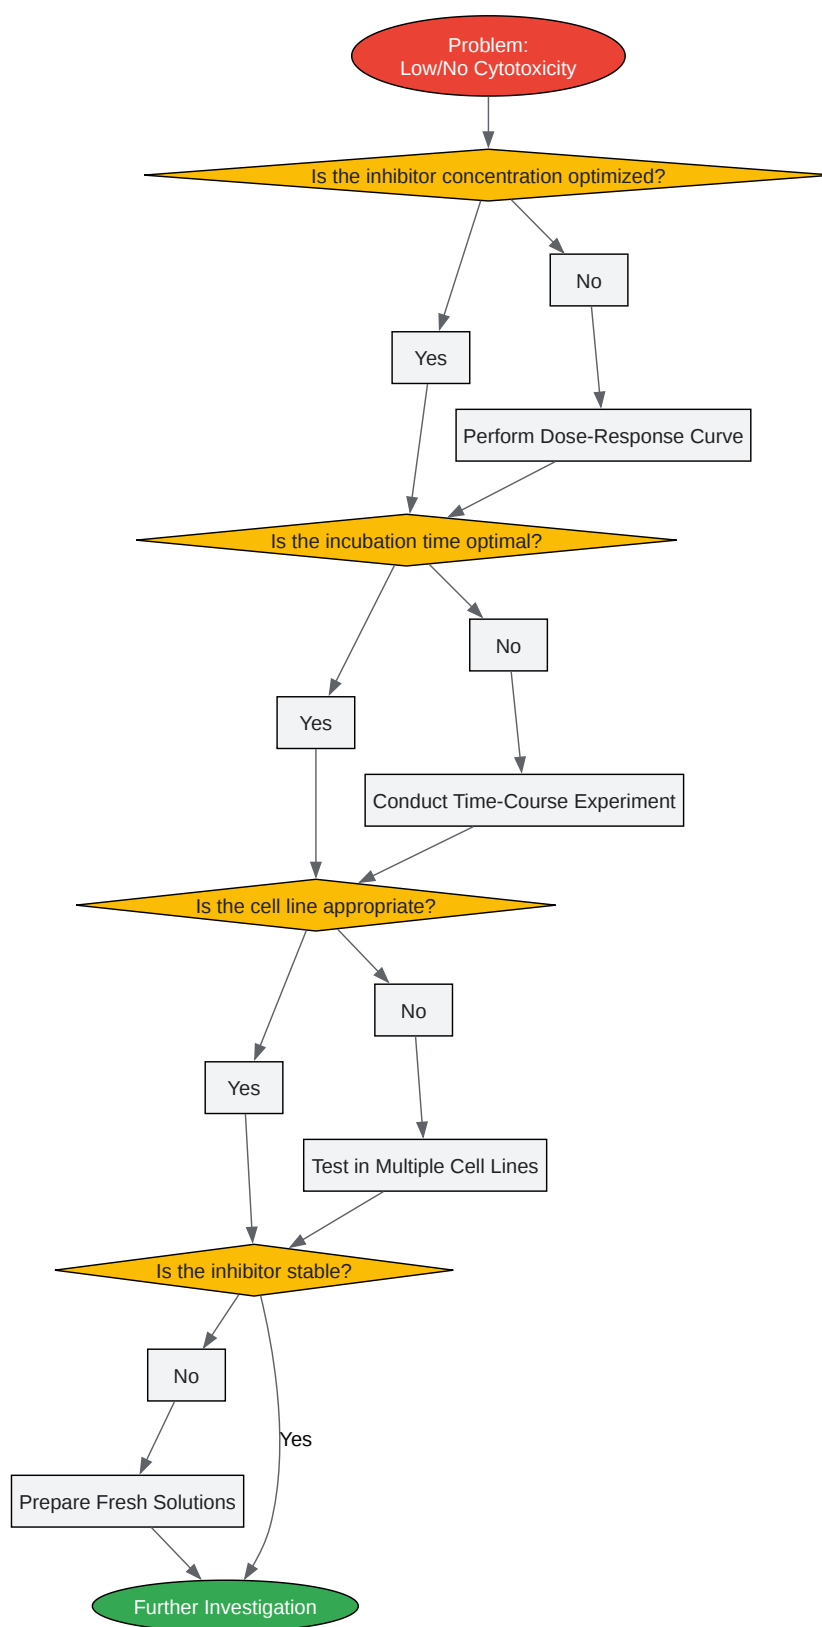 Problem:
Low/No Cytotoxicity
Is the inhibitor concentration optimized?
No
Yes
Perform Dose-Response Curve
Is the incubation time optimal?
No
Yes
Conduct Time-Course Experiment
Is the cell line appropriate?
No
Yes
Test in Multiple Cell Lines
Is the inhibitor stable?
No
Yes
Prepare Fresh Solutions
Further Investigation